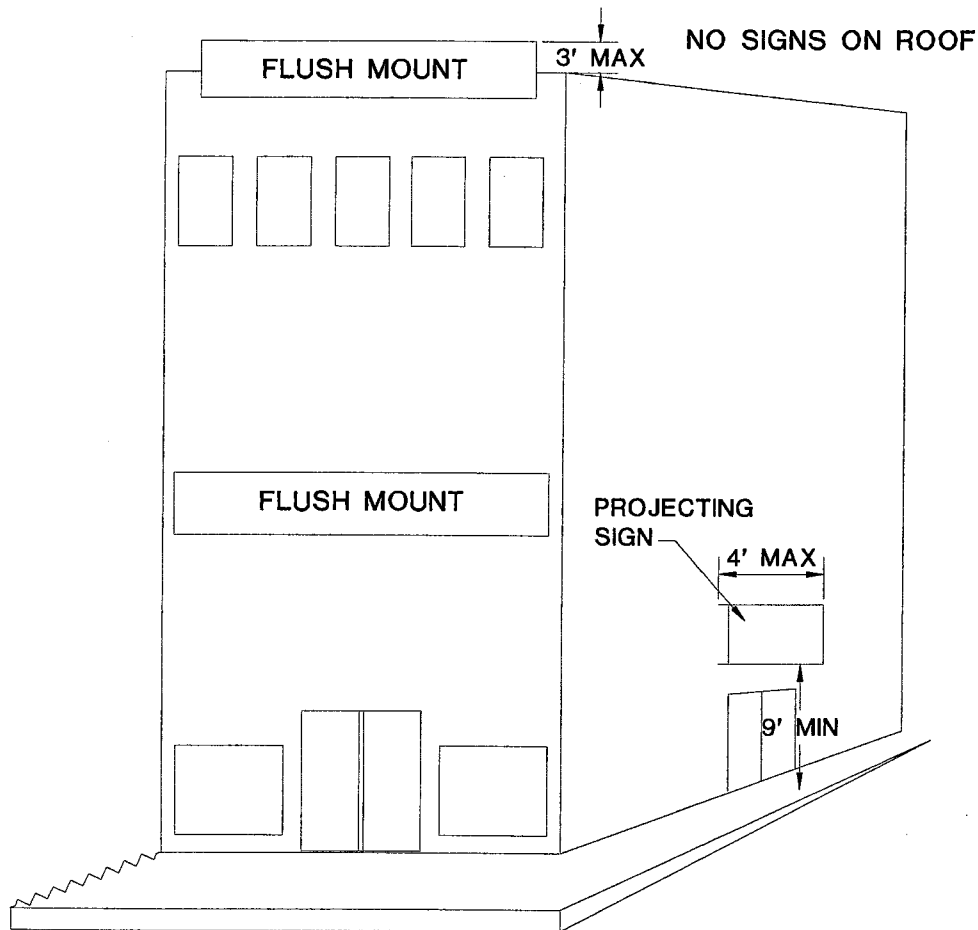 NO SIGNS ON ROOF
3' MAX
FLUSH MOUNT
FLUSH MOUNT
PROJECTING
SIGN
4' MAX
9' MIN